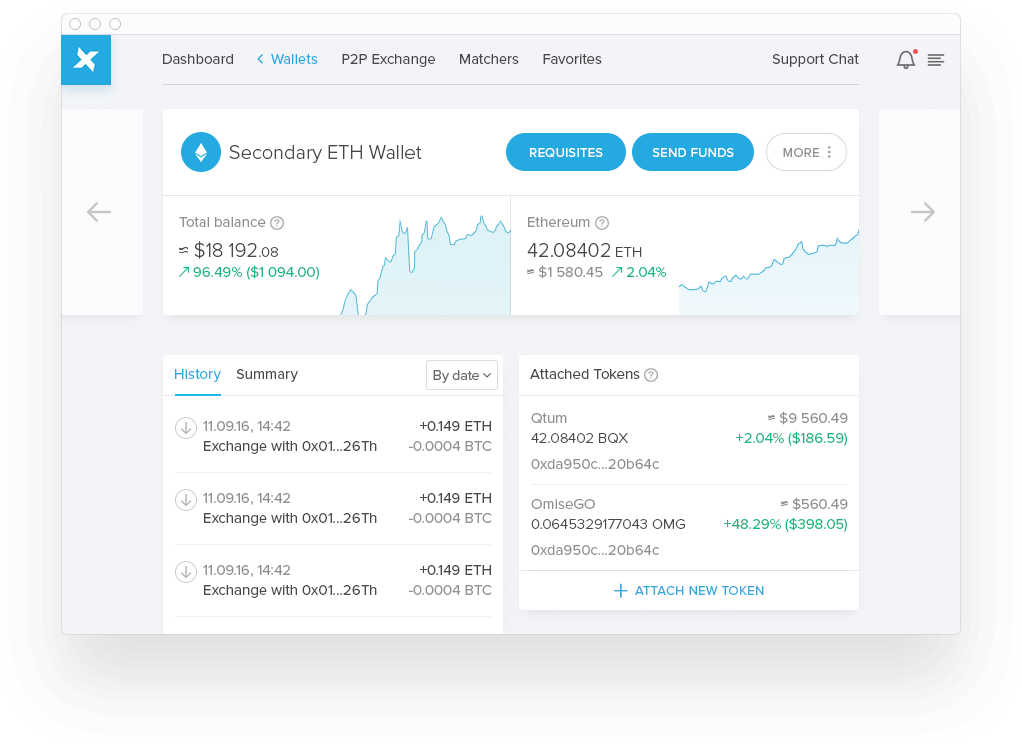 Dashboard Wallets P2P Exchange Matchers Favorites Support Chat
Secondary ETH Wallet REQUISITES SEND FUNDS MORE
Total balance ?
≈ $18 192.08
96.49% ($1 094.00)
Ethereum ?
42.08402 ETH
≈ $1 580.45 2.04%
History Summary By date
11.09.16, 14:42 +0.149 ETH
Exchange with 0x01...26Th -0.0004 BTC
11.09.16, 14:42 +0.149 ETH
Exchange with 0x01...26Th -0.0004 BTC
11.09.16, 14:42 +0.149 ETH
Exchange with 0x01...26Th -0.0004 BTC
Attached Tokens ?
Qtum ≈ $9 560.49
42.08402 BQX +2.04% ($186.59)
0xda950c...20b64c
OmiseGO ≈ $560.49
0.0645329177043 OMG +48.29% ($398.05)
0xda950c...20b64c
+ ATTACH NEW TOKEN